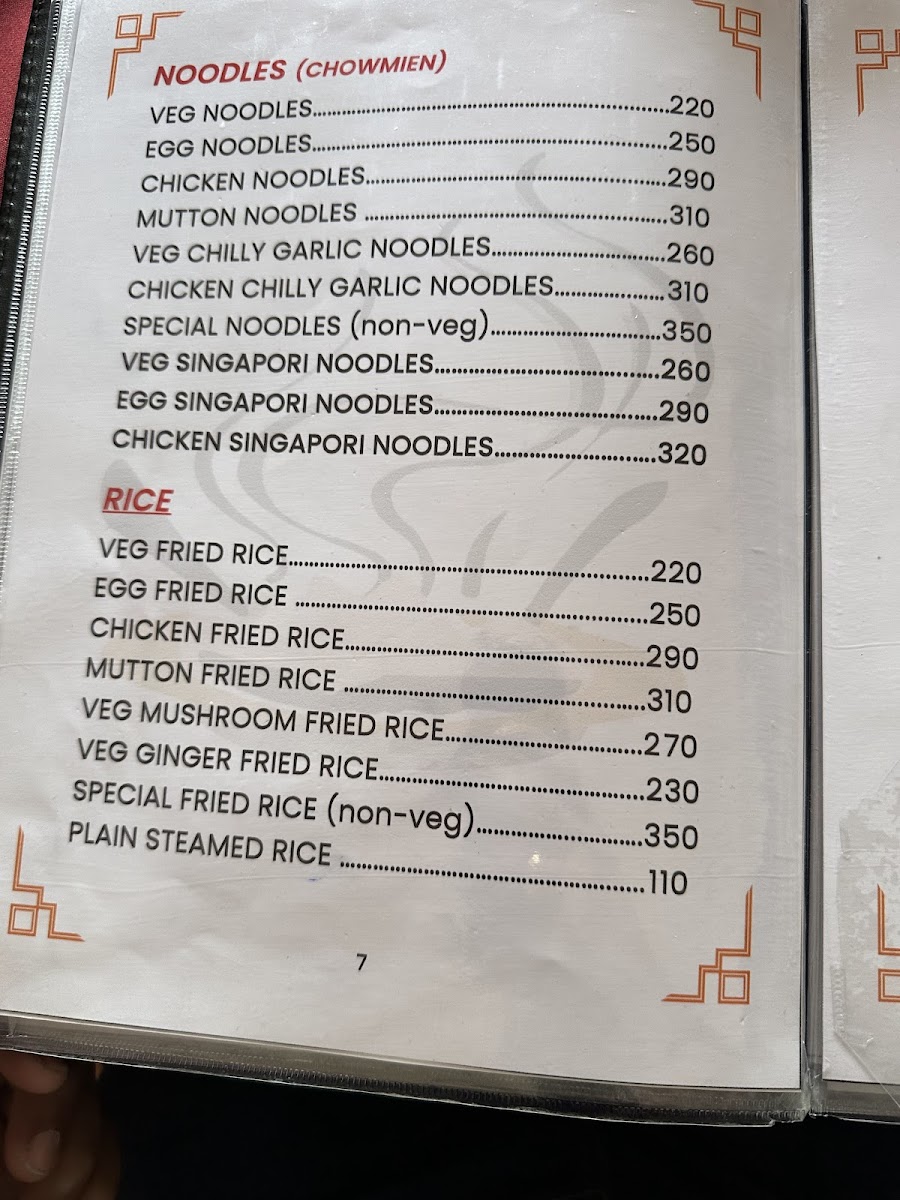 NOODLES (CHOWMIEN)
VEG NOODLES.......................................................220
EGG NOODLES.......................................................250
CHICKEN NOODLES..............................................290
MUTTON NOODLES ..............................................310
VEG CHILLY GARLIC NOODLES...........................260
CHICKEN CHILLY GARLIC NOODLES.................310
SPECIAL NOODLES (non-veg)..........................350
VEG SINGAPORI NOODLES..................................260
EGG SINGAPORI NOODLES..................................290
CHICKEN SINGAPORI NOODLES.........................320
RICE
VEG FRIED RICE.....................................................220
EGG FRIED RICE ....................................................250
CHICKEN FRIED RICE............................................290
MUTTON FRIED RICE ............................................310
VEG MUSHROOM FRIED RICE.............................270
VEG GINGER FRIED RICE......................................230
SPECIAL FRIED RICE (non-veg)........................350
PLAIN STEAMED RICE ............................................110
7